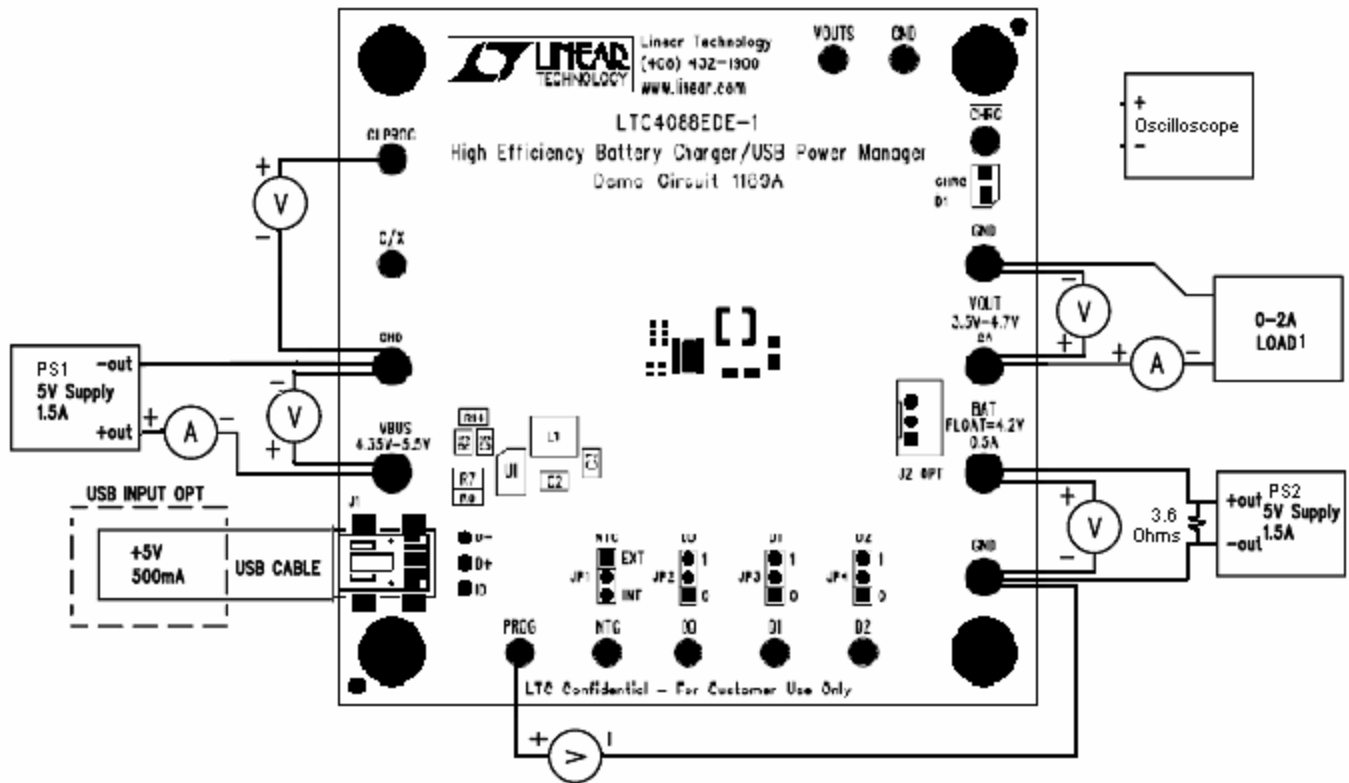 LINEAR
TECHNOLOGY
Linear Technology
(408) 432-1900
www.linear.com
VOUTS
GND
LTC4088EDE-1
High Efficiency Battery Charger/USB Power Manager
Demo Circuit 1169A
CHRG
CHRG
D1
+
Oscilloscope
-
CLPROG
+
V
-
C/X
GND
VOUT
3.5V-4.7V
2A
-
V
+
+
A
-
0-2A
LOAD1
GND
PS1
5V Supply
1.5A
-out
+out
+
A
-
-
V
+
VBUS
4.35V-5.5V
BAT
FLOAT=4.2V
0.5A
J2 OPT
R7
U1
L1
C2
+
V
-
3.6
Ohms
+out
-out
PS2
5V Supply
1.5A
GND
USB INPUT OPT
+5V
500mA
USB CABLE
J1
D-
D+
ID
NTC
EXT
JP1
INT
D0
1
JP2
0
D1
1
JP3
0
D2
1
JP4
0
PROG
NTC
D0
D1
D2
LTC Confidential - For Customer Use Only
+
V